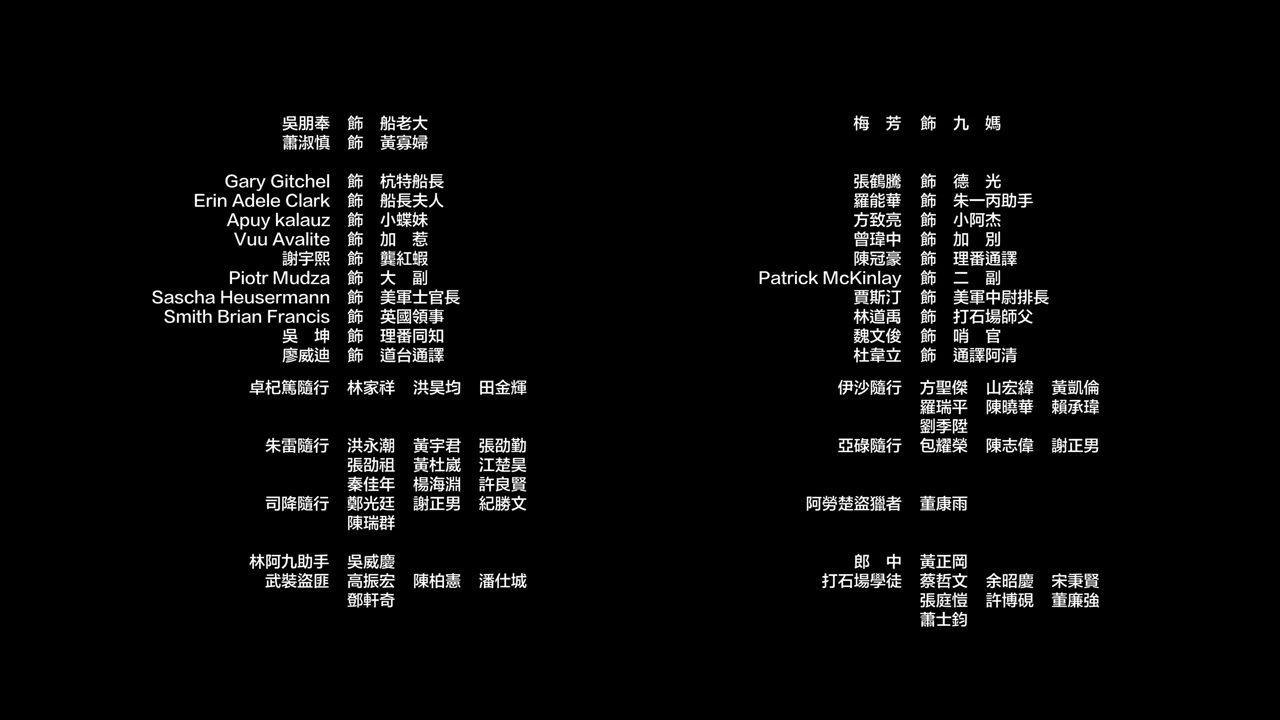 吳朋奉 飾 船老大
蕭淑慎 飾 黃寡婦
Gary Gitchel 飾 杭特船長
Erin Adele Clark 飾 船長夫人
Apuy kalauz 飾 小蝶妹
Vuu Avalite 飾 加 惹
謝宇熙 飾 龔紅蝦
Piotr Mudza 飾 大 副
Sascha Heusermann 飾 美軍士官長
Smith Brian Francis 飾 英國領事
吳 坤 飾 理番同知
廖威迪 飾 道台通譯
卓杞篤隨行 林家祥 洪昊均 田金輝
朱雷隨行 洪永潮 黃宇君 張劭勤
張劭祖 黃杜崴 江楚昊
秦佳年 楊海淵 許良賢
司降隨行 鄭光廷 謝正男 紀勝文
陳瑞群
林阿九助手 吳威慶
武裝盜匪 高振宏 陳柏憲 潘仕城
鄧軒奇
梅 芳 飾 九 媽
張鶴騰 飾 德 光
羅能華 飾 朱一丙助手
方致亮 飾 小阿杰
曾瑋中 飾 加 別
陳冠豪 飾 理番通譯
Patrick McKinlay 飾 二 副
賈斯汀 飾 美軍中尉排長
林道禹 飾 打石場師父
魏文俊 飾 哨 官
杜韋立 飾 通譯阿清
伊沙隨行 方聖傑 山宏緯 黃凱倫
羅瑞平 陳曉華 賴承瑋
劉季陞
亞碌隨行 包耀榮 陳志偉 謝正男
阿勞楚盜獵者 董康雨
郎 中 黃正岡
打石場學徒 蔡哲文 余昭慶 宋秉賢
張庭愷 許博硯 董廉強
蕭士鈞